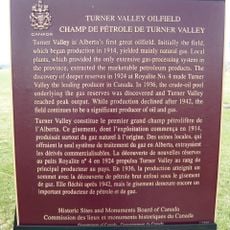 CANADA
TURNER VALLEY OILFIELD
CHAMP DE PÉTROLE DE TURNER VALLEY
Turner Valley is Alberta's first great oilfield. Initially the field,
which began production in 1914, yielded mainly natural gas. Local
plants, which provided the only extensive gas-processing system in
the province, extracted the marketable petroleum products. The
discovery of deeper reserves in 1924 at Royalite No. 4 made Turner
Valley the leading producer in Canada. In 1936, the crude-oil pool
underlying the gas reserves was discovered and Turner Valley
reached peak output. While production declined after 1942, the
field continues to be a significant producer of oil and gas.
Turner Valley constitue le premier grand champ pétrolifère de
l'Alberta. Ce gisement, dont l'exploitation commença en 1914,
produisait surtout du gaz naturel à l'origine. Des usines locales, qui
offraient le seul système de traitement du gaz en Alberta, extrayaient
les dérivés commercialisables. La découverte de nouvelles réserves
au puits Royalite nº 4 en 1924 propulsa Turner Valley au rang de
principal producteur au pays. En 1936, la production atteignit un
sommet avec la découverte de pétrole brut enfoui sous le gisement
de gaz. Elle fléchit après 1942, mais le gisement demeure encore un
important producteur de pétrole et de gaz.
Historic Sites and Monuments Board of Canada
Commission des lieux et monuments historiques du Canada